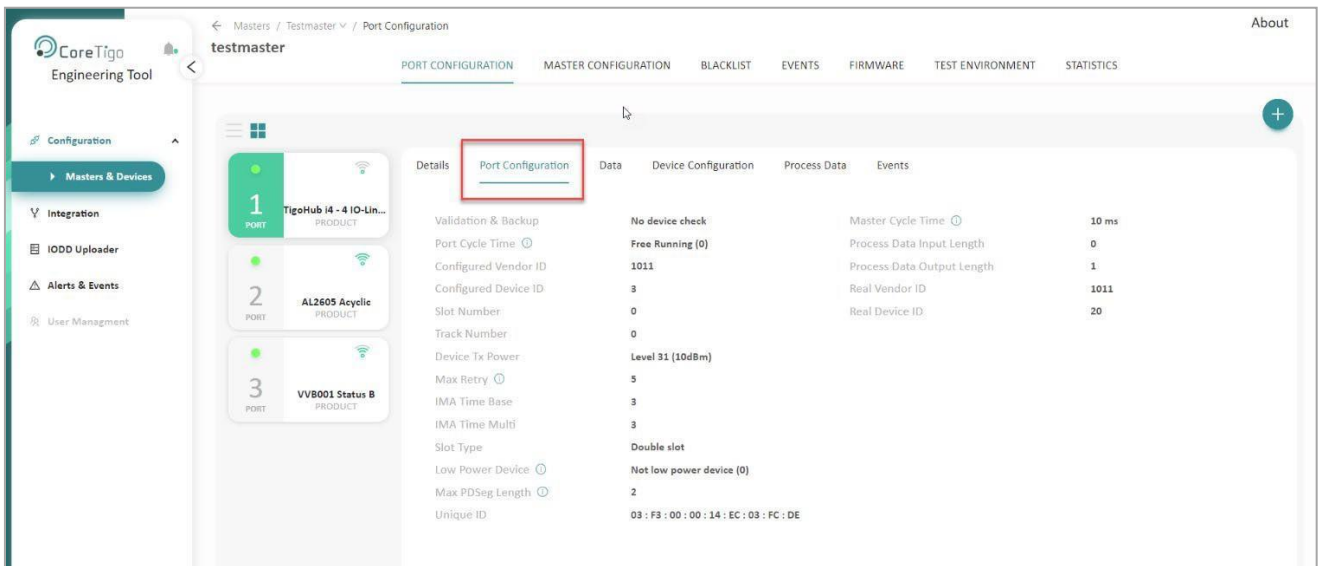 CoreTigo
Engineering Tool
Configuration
Masters & Devices
Integration
IODD Uploader
Alerts & Events
User Managment
Masters / Testmaster / Port Configuration
About
testmaster
PORT CONFIGURATION MASTER CONFIGURATION BLACKLIST EVENTS FIRMWARE TEST ENVIRONMENT STATISTICS
1
PORT
TigoHub i4 - 4 IO-Lin...
PRODUCT
2
PORT
AL2605 Acyclic
PRODUCT
3
PORT
VVB001 Status B
PRODUCT
Details Port Configuration Data Device Configuration Process Data Events
Validation & Backup No device check
Port Cycle Time Free Running (0)
Configured Vendor ID 1011
Configured Device ID 3
Slot Number 0
Track Number 0
Device Tx Power Level 31 (10dBm)
Max Retry 5
IMA Time Base 3
IMA Time Multi 3
Slot Type Double slot
Low Power Device Not low power device (0)
Max PDSeg Length 2
Unique ID 03 : F3 : 00 : 00 : 14 : EC : 03 : FC : DE
Master Cycle Time 10 ms
Process Data Input Length 0
Process Data Output Length 1
Real Vendor ID 1011
Real Device ID 20